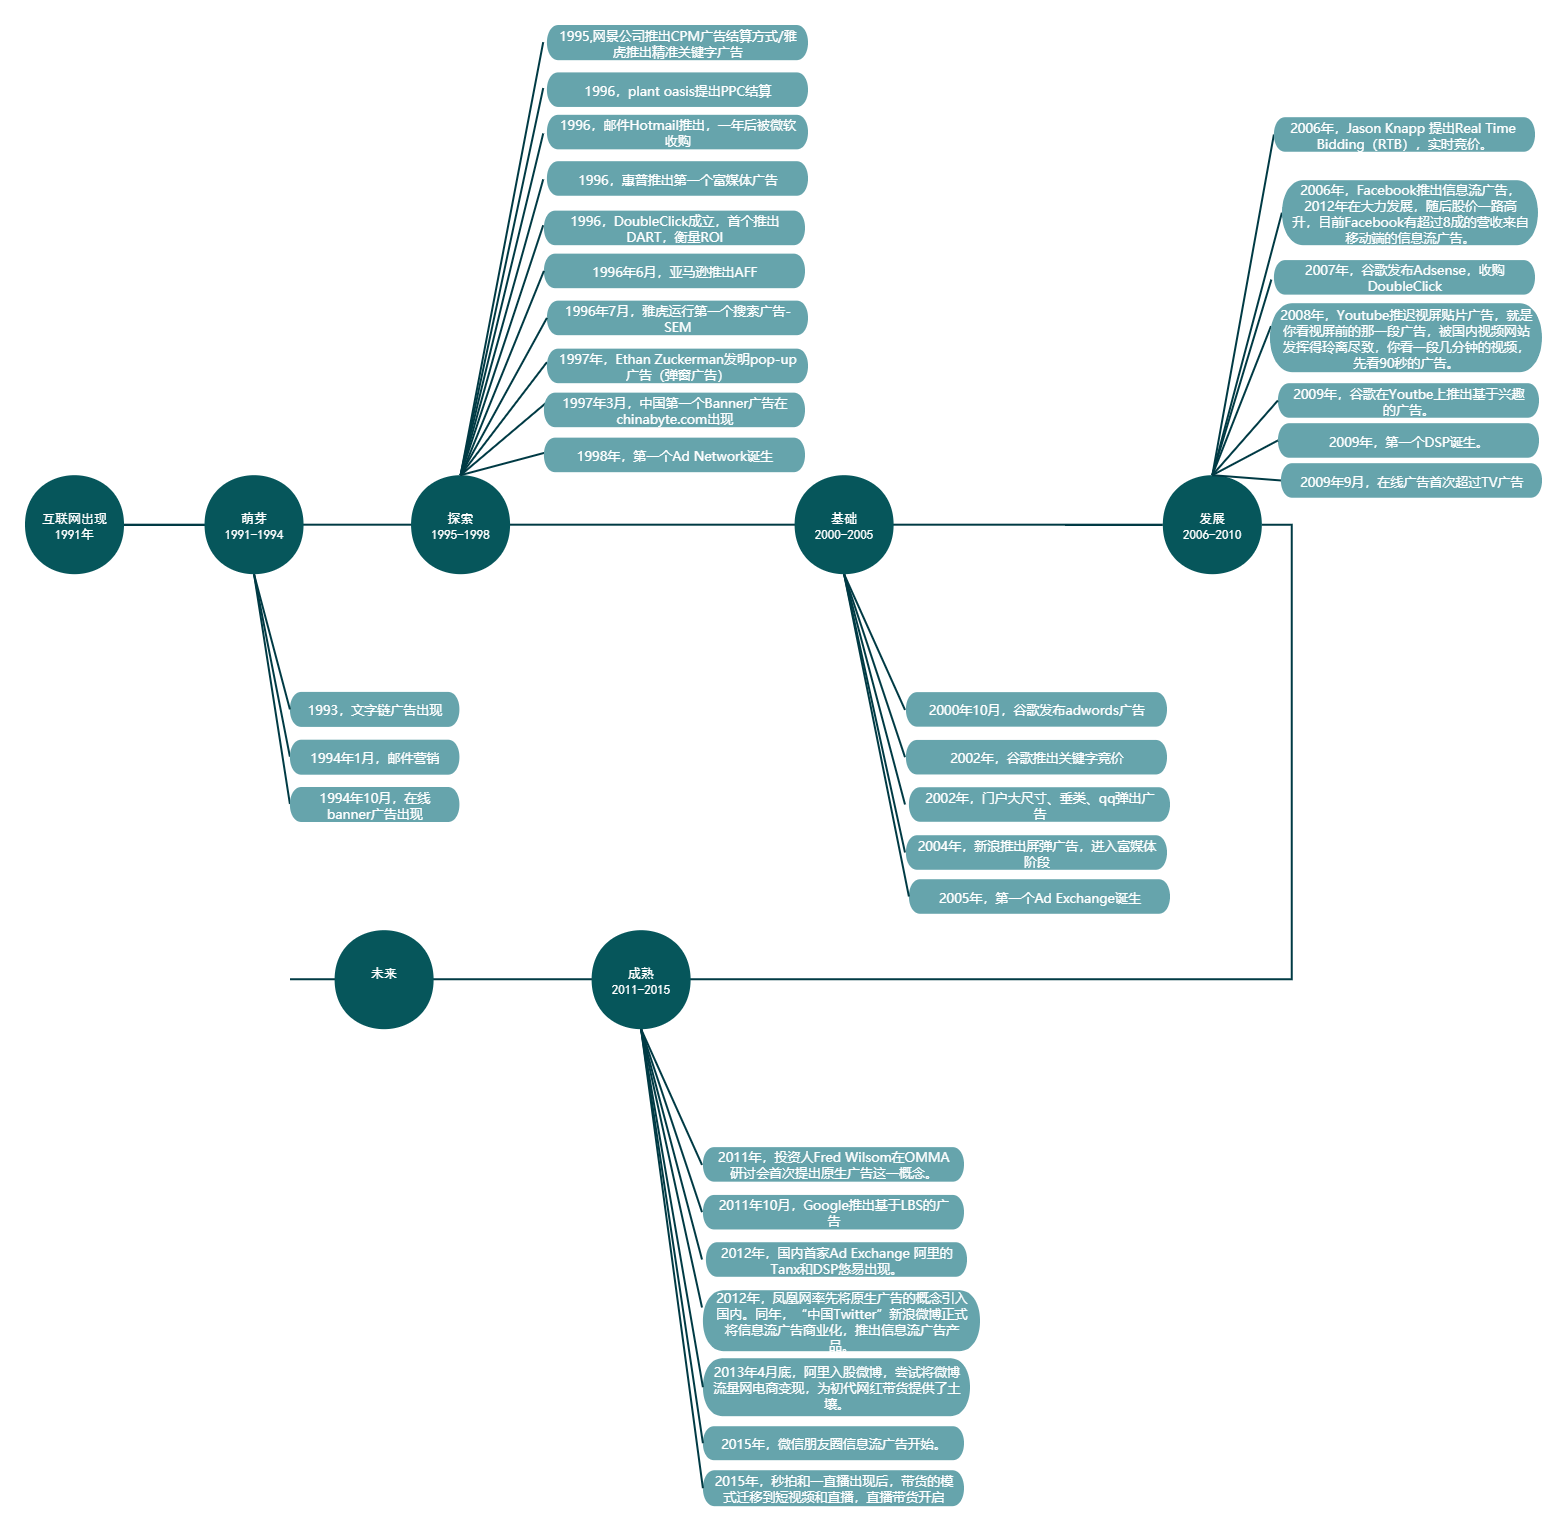 1995,网景公司推出CPM广告结算方式/雅
虎推出精准关键字广告
1996，plant oasis提出PPC结算
1996，邮件Hotmail推出，一年后被微软
收购
1996，惠普推出第一个富媒体广告
1996，DoubleClick成立，首个推出
DART，衡量ROI
1996年6月，亚马逊推出AFF
1996年7月，雅虎运行第一个搜索广告-
SEM
1997年，Ethan Zuckerman发明pop-up
广告（弹窗广告）
1997年3月，中国第一个Banner广告在
chinabyte.com出现
1998年，第一个Ad Network诞生
2006年，Jason Knapp 提出Real Time
Bidding（RTB），实时竞价。
2006年，Facebook推出信息流广告，
2012年在大力发展，随后股价一路高
升，目前Facebook有超过8成的营收来自
移动端的信息流广告。
2007年，谷歌发布Adsense，收购
DoubleClick
2008年，Youtube推迟视屏贴片广告，就是
你看视屏前的那一段广告，被国内视频网站
发挥得玲离尽致，你看一段几分钟的视频，
先看90秒的广告。
2009年，谷歌在Youtbe上推出基于兴趣
的广告。
2009年，第一个DSP诞生。
2009年9月，在线广告首次超过TV广告
互联网出现
1991年
萌芽
1991-1994
探索
1995-1998
基础
2000-2005
发展
2006-2010
1993，文字链广告出现
1994年1月，邮件营销
1994年10月，在线
banner广告出现
2000年10月，谷歌发布adwords广告
2002年，谷歌推出关键字竞价
2002年，门户大尺寸、垂类、qq弹出广
告
2004年，新浪推出屏弹广告，进入富媒体
阶段
2005年，第一个Ad Exchange诞生
未来
成熟
2011-2015
2011年，投资人Fred Wilsom在OMMA
研讨会首次提出原生广告这一概念。
2011年10月，Google推出基于LBS的广
告
2012年，国内首家Ad Exchange 阿里的
Tanx和DSP悠易出现。
2012年，凤凰网率先将原生广告的概念引入
国内。同年，“中国Twitter”新浪微博正式
将信息流广告商业化，推出信息流广告产
品。
2013年4月底，阿里入股微博，尝试将微博
流量网电商变现，为初代网红带货提供了土
壤。
2015年，微信朋友圈信息流广告开始。
2015年，秒拍和一直播出现后，带货的模
式迁移到短视频和直播，直播带货开启